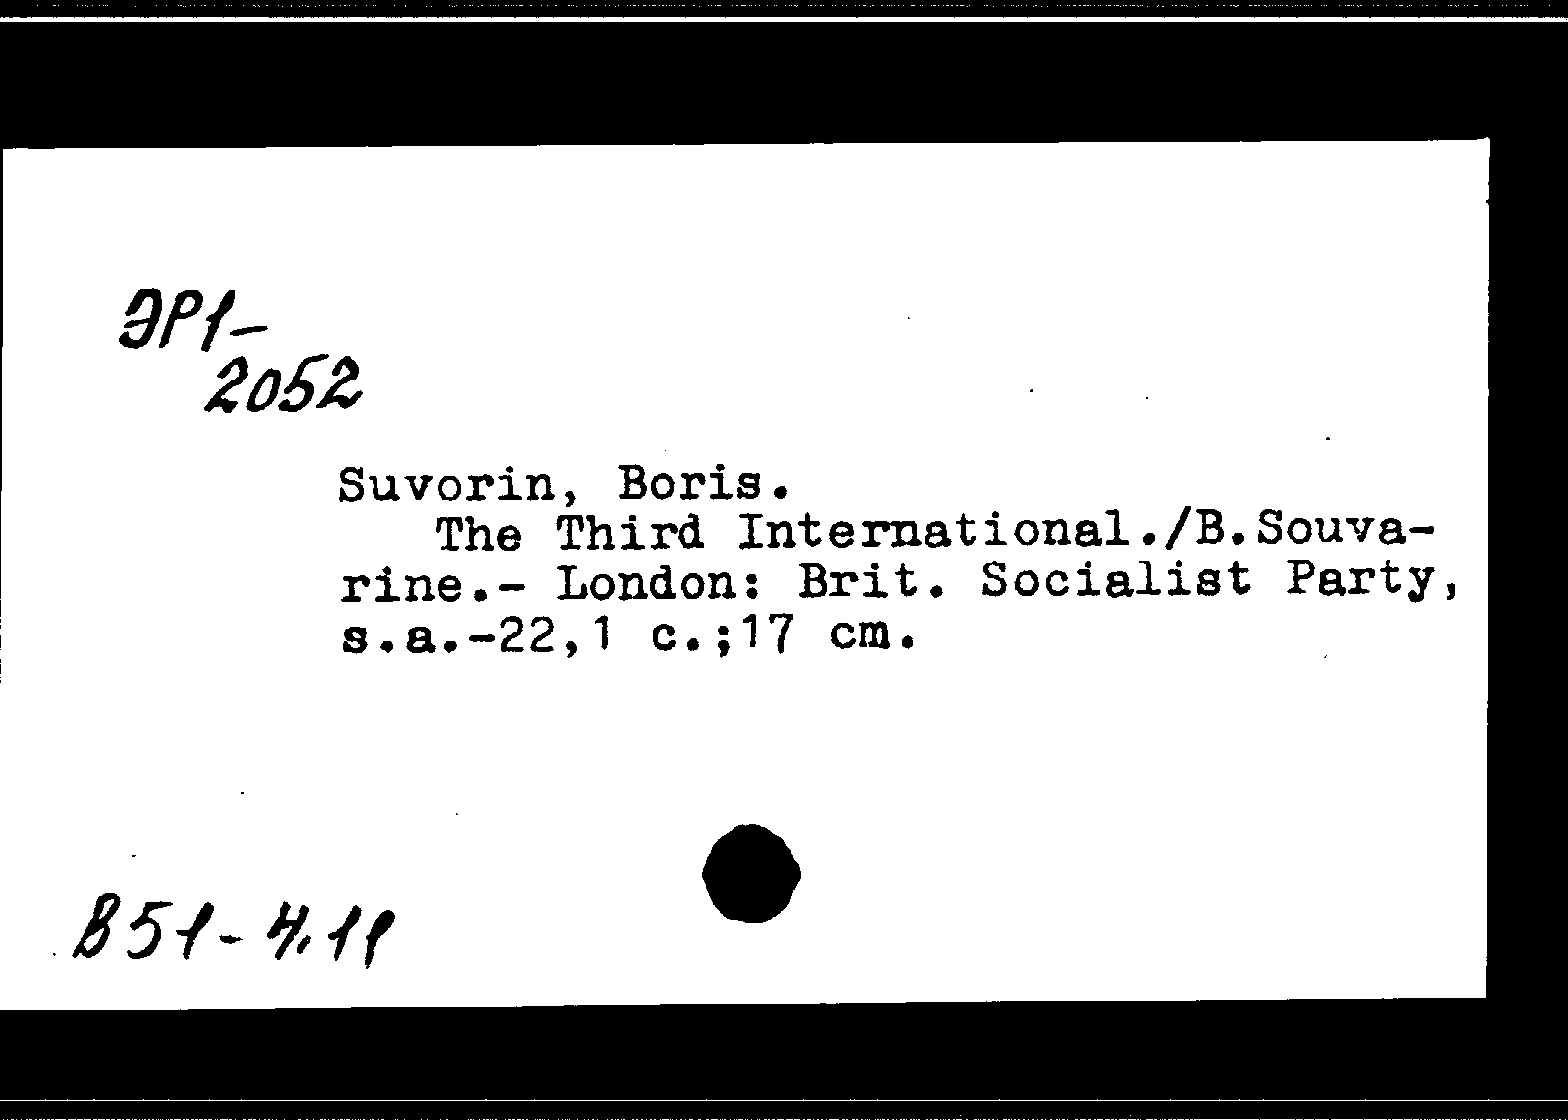 ЭР1-
2052
Suvorin, Boris.
The Third International./B.Souva-
rine.- London: Brit. Socialist Party,
s.a.-22,1 c.;17 cm.
В51-4.11